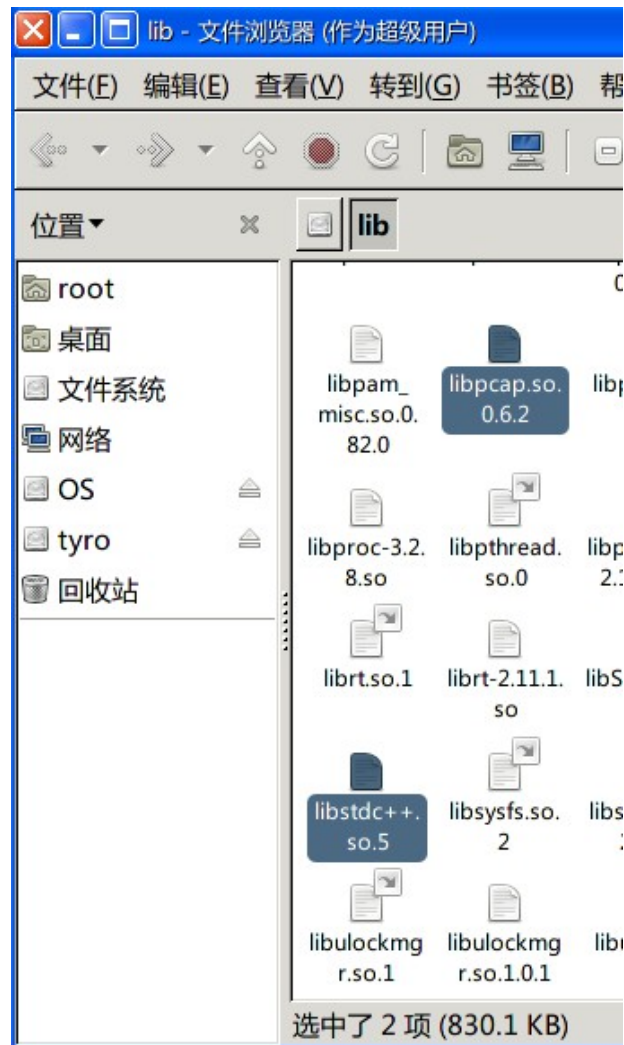 lib - 文件浏览器 (作为超级用户)
文件(F) 编辑(E) 查看(V) 转到(G) 书签(B) 帮
位置
lib
root
桌面
文件系统
网络
OS
tyro
回收站
libpam_
misc.so.0.
82.0
libpcap.so.
0.6.2
libproc-3.2.
8.so
libpthread.
so.0
librt.so.1
librt-2.11.1.
so
libS
libstdc++.
so.5
libsysfs.so.
2
libs
libulockmg
r.so.1
libulockmg
r.so.1.0.1
选中了 2 项 (830.1 KB)